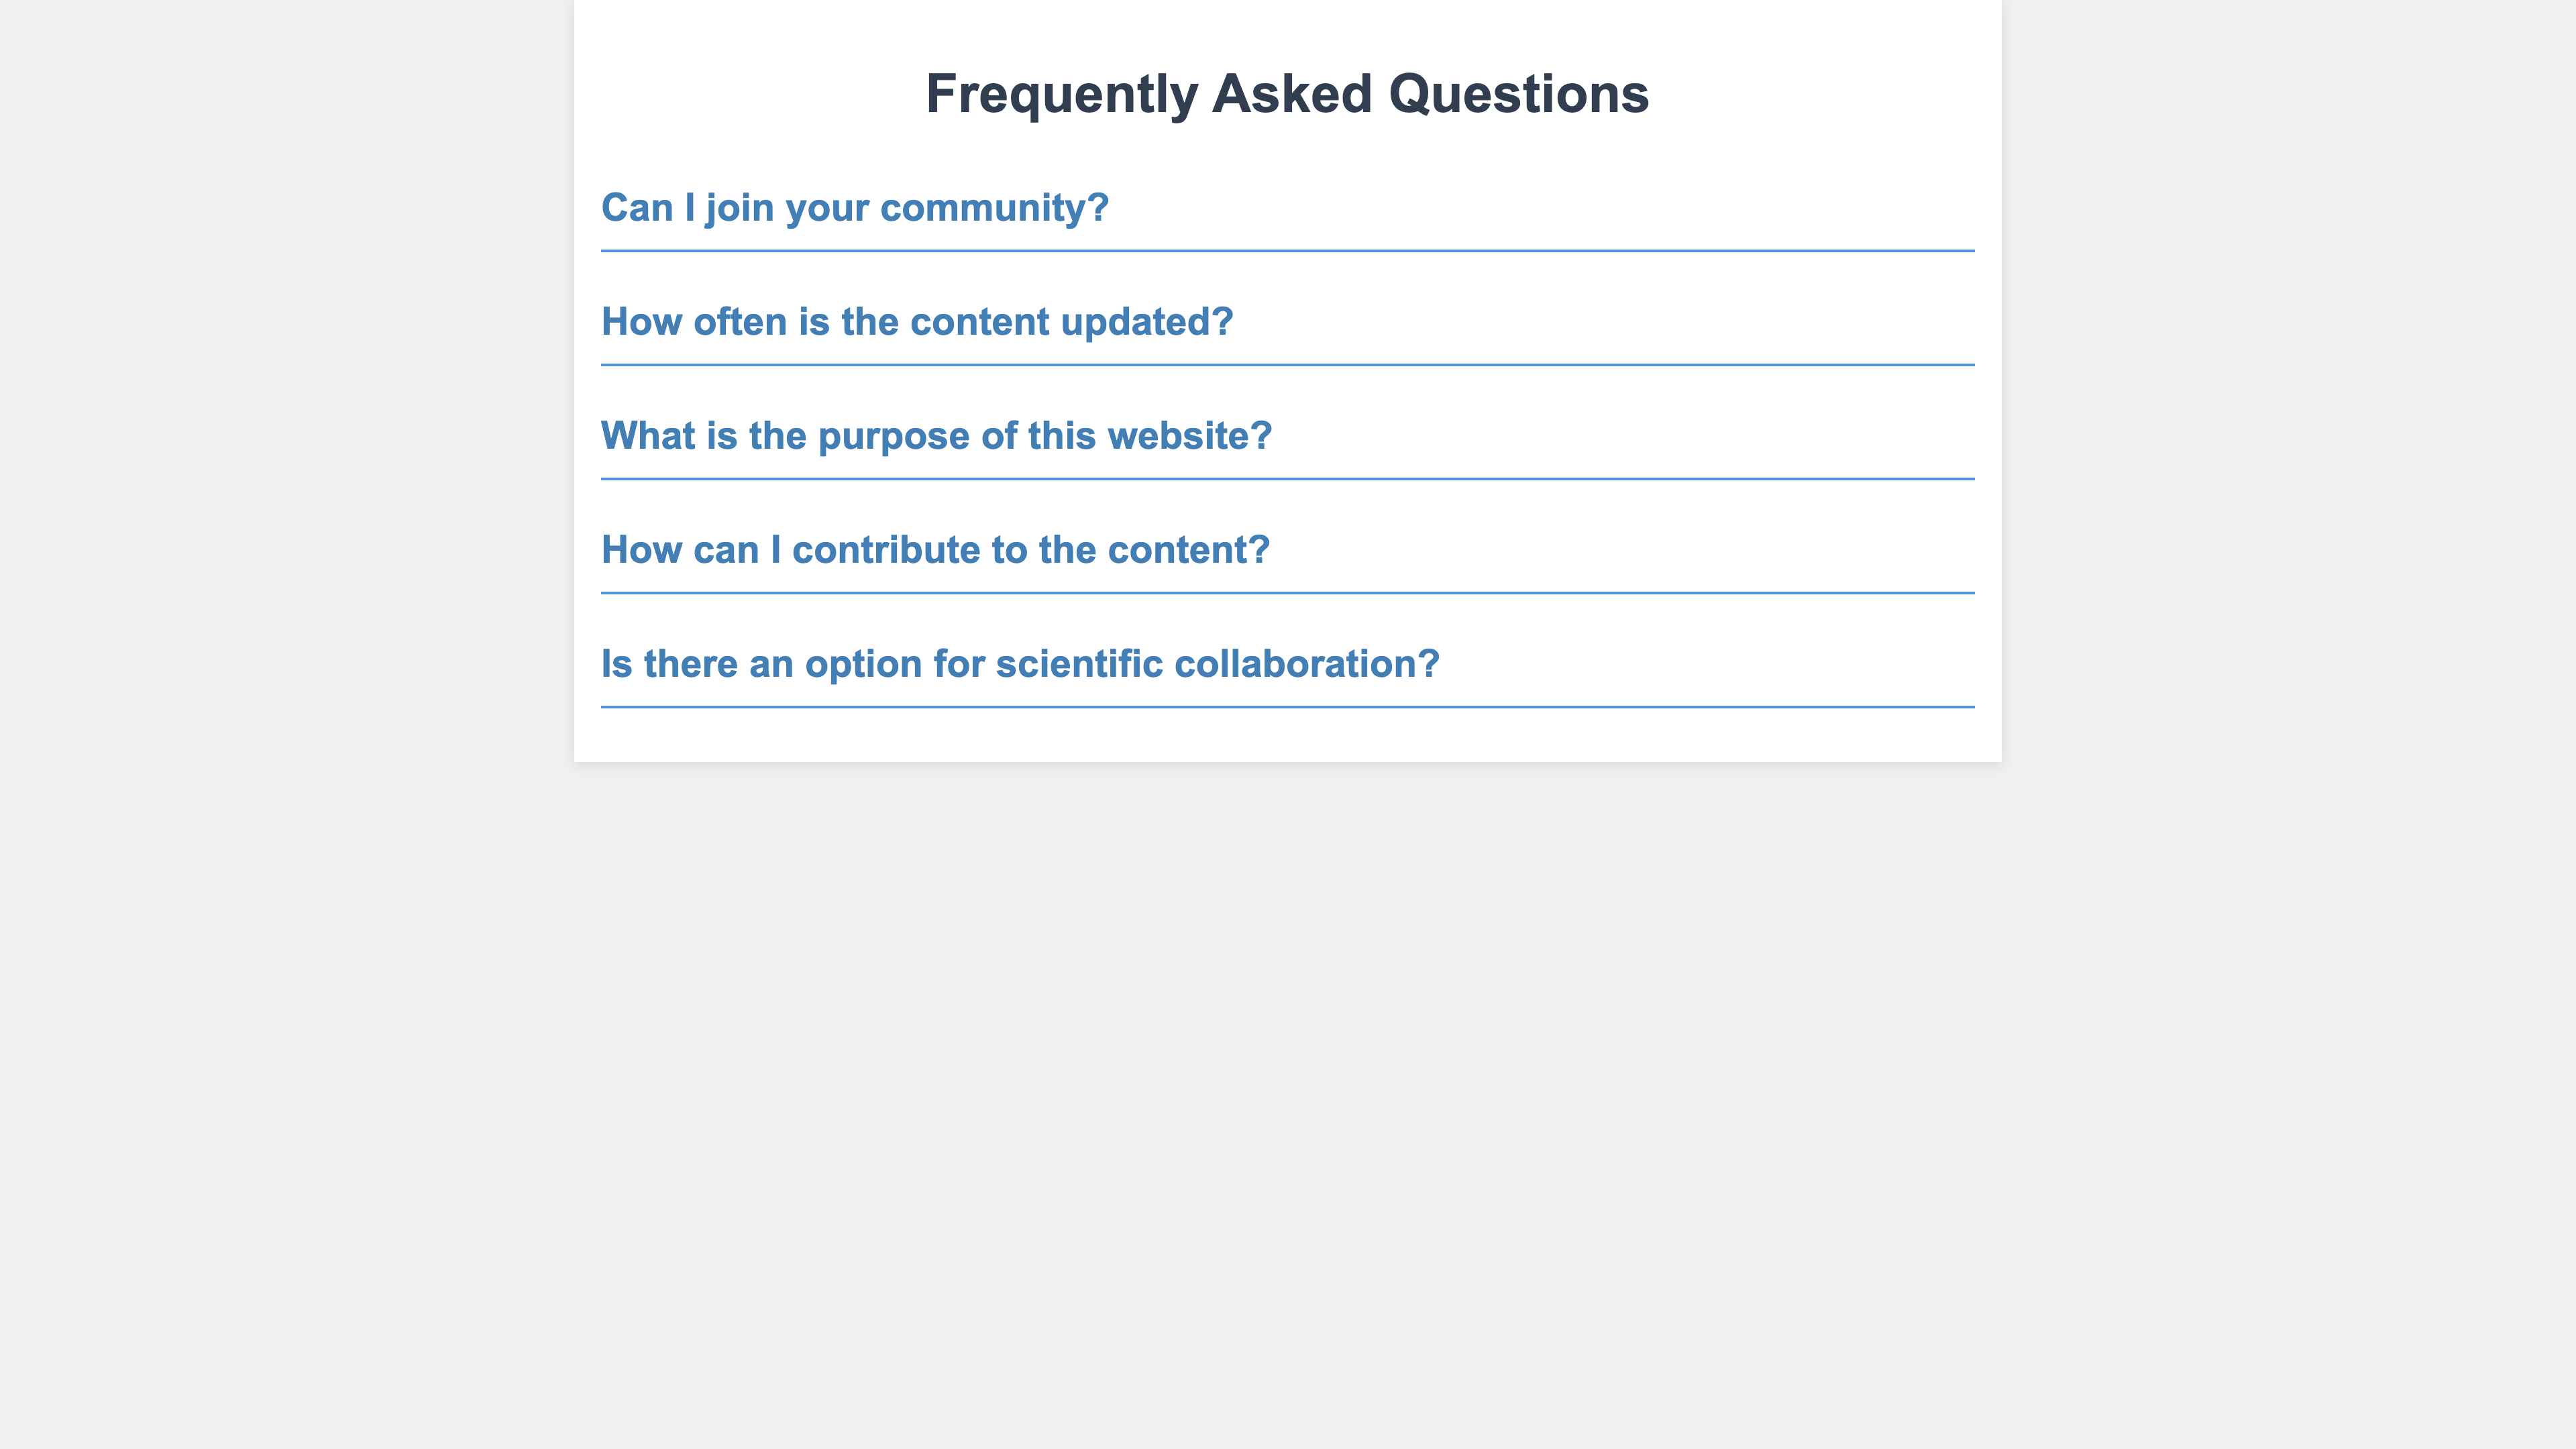 Frequently Asked Questions
Can I join your community?
How often is the content updated?
What is the purpose of this website?
How can I contribute to the content?
Is there an option for scientific collaboration?